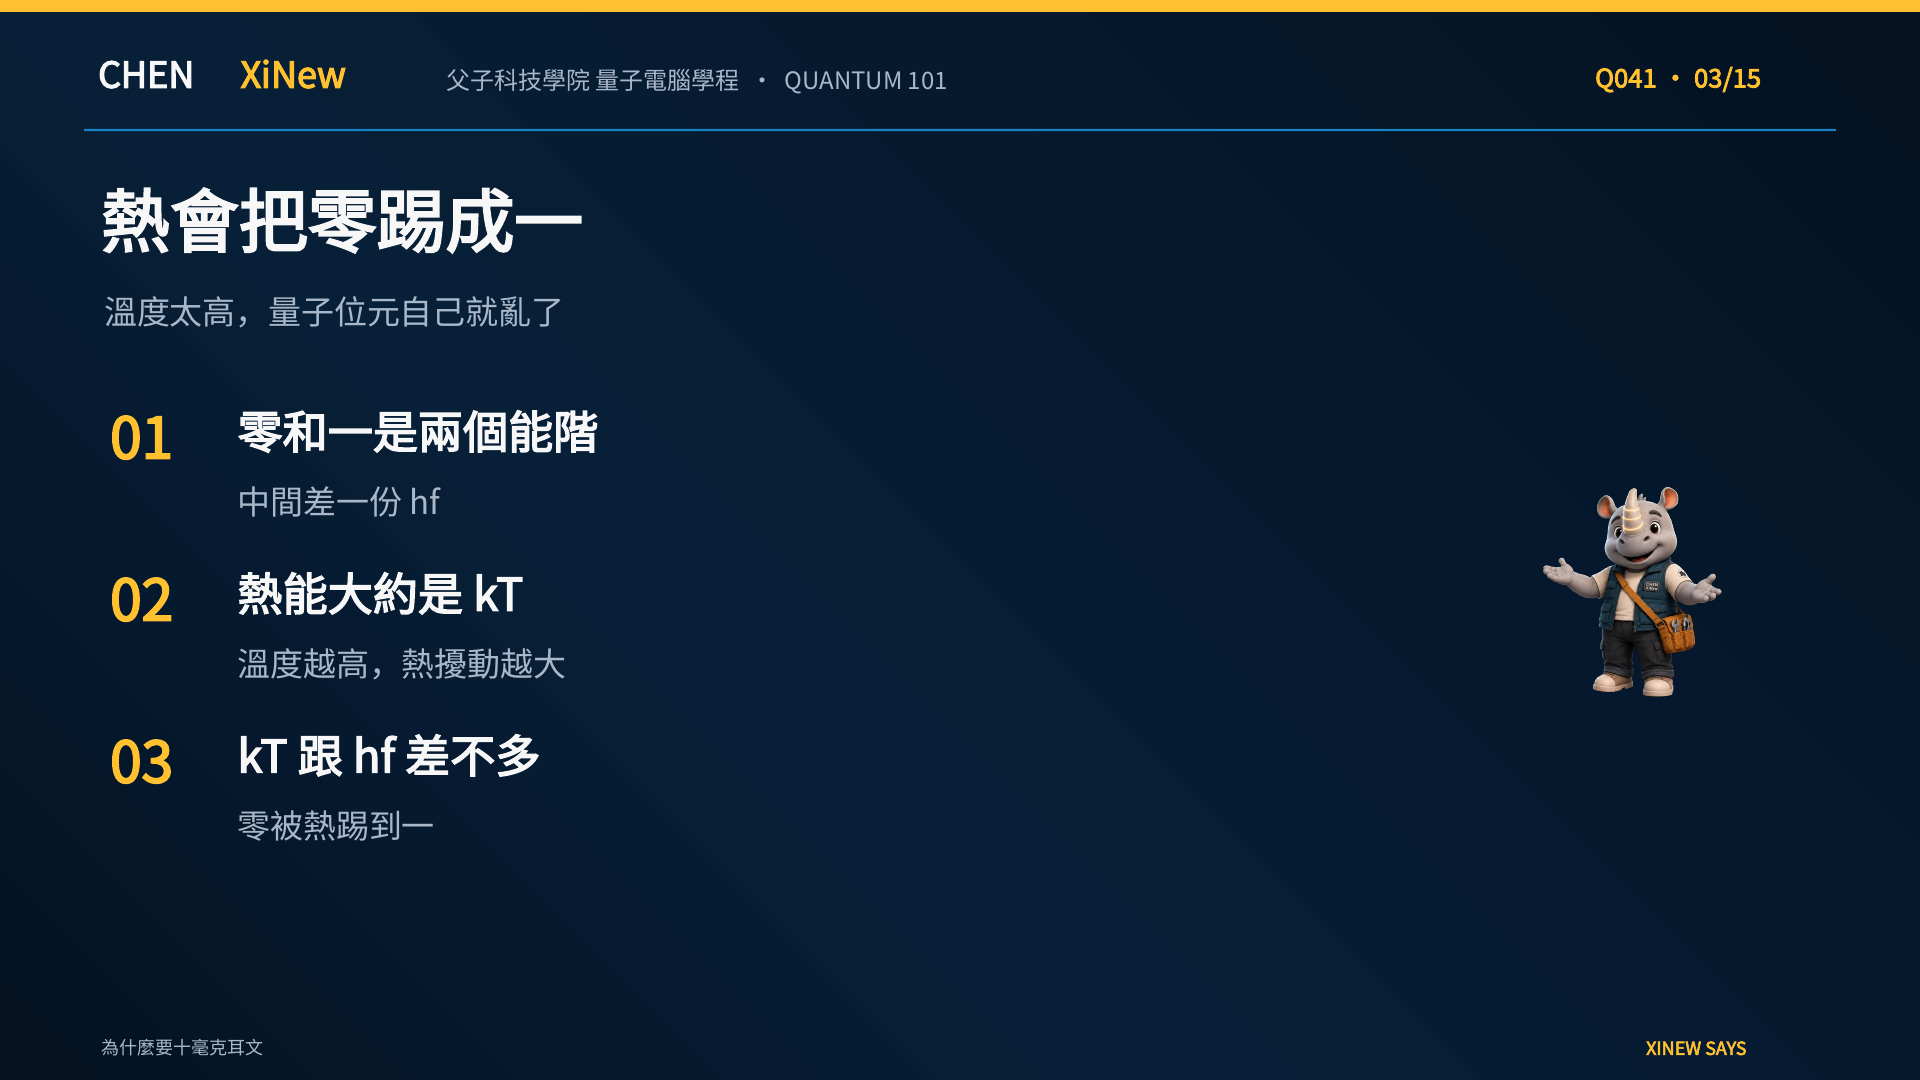 CHEN XiNew 父子科技學院 量子電腦學程 · QUANTUM 101 Q041 · 03/15
熱會把零踢成一
溫度太高，量子位元自己就亂了
01 零和一是兩個能階
中間差一份 hf
02 熱能大約是 kT
溫度越高，熱擾動越大
03 kT 跟 hf 差不多
零被熱踢到一
為什麼要十毫克耳文 XINEW SAYS